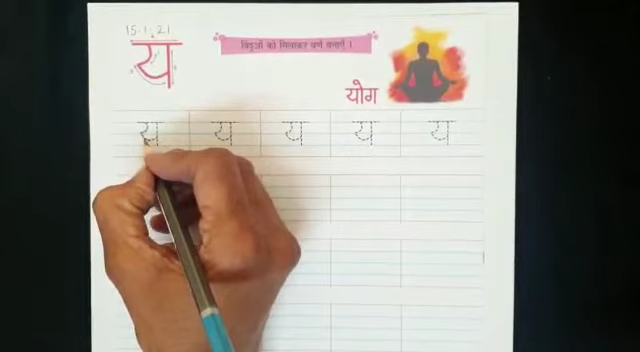 15.1.21
य
बिंदुओं को मिलाकर वर्ण बनाएँ ।
योग
य य य य य